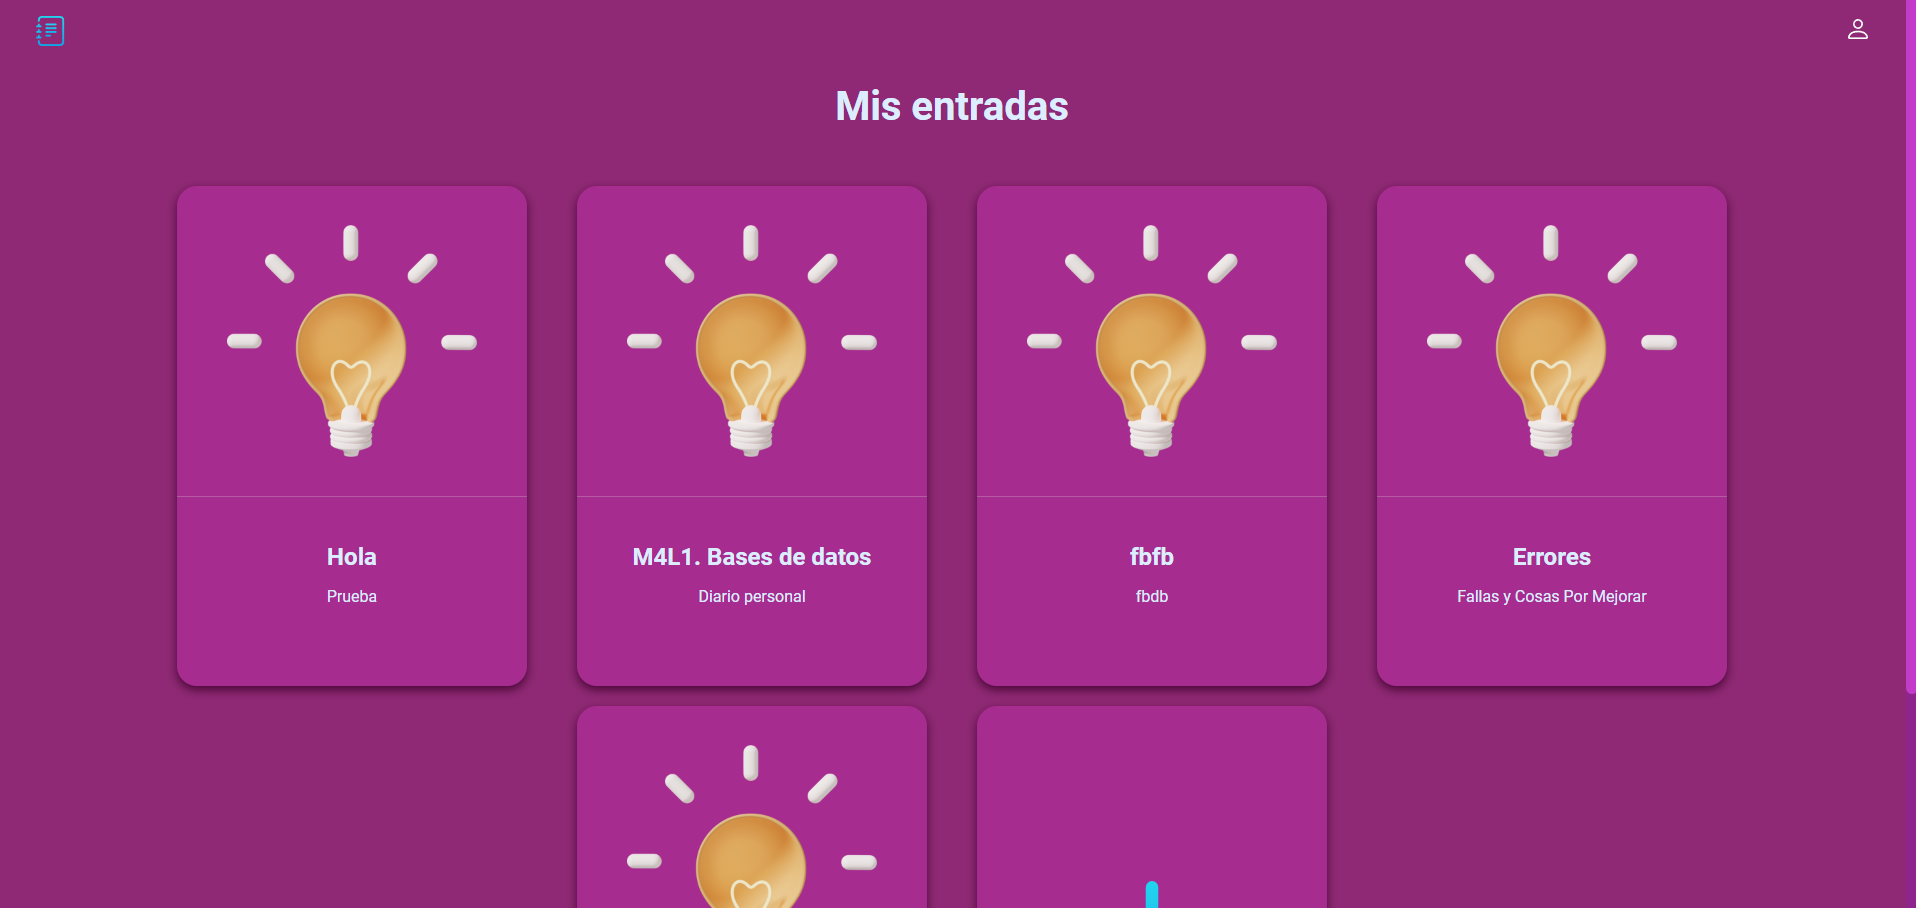 Mis entradas
Hola
Prueba
M4L1. Bases de datos
Diario personal
fbfb
fbdb
Errores
Fallas y Cosas Por Mejorar